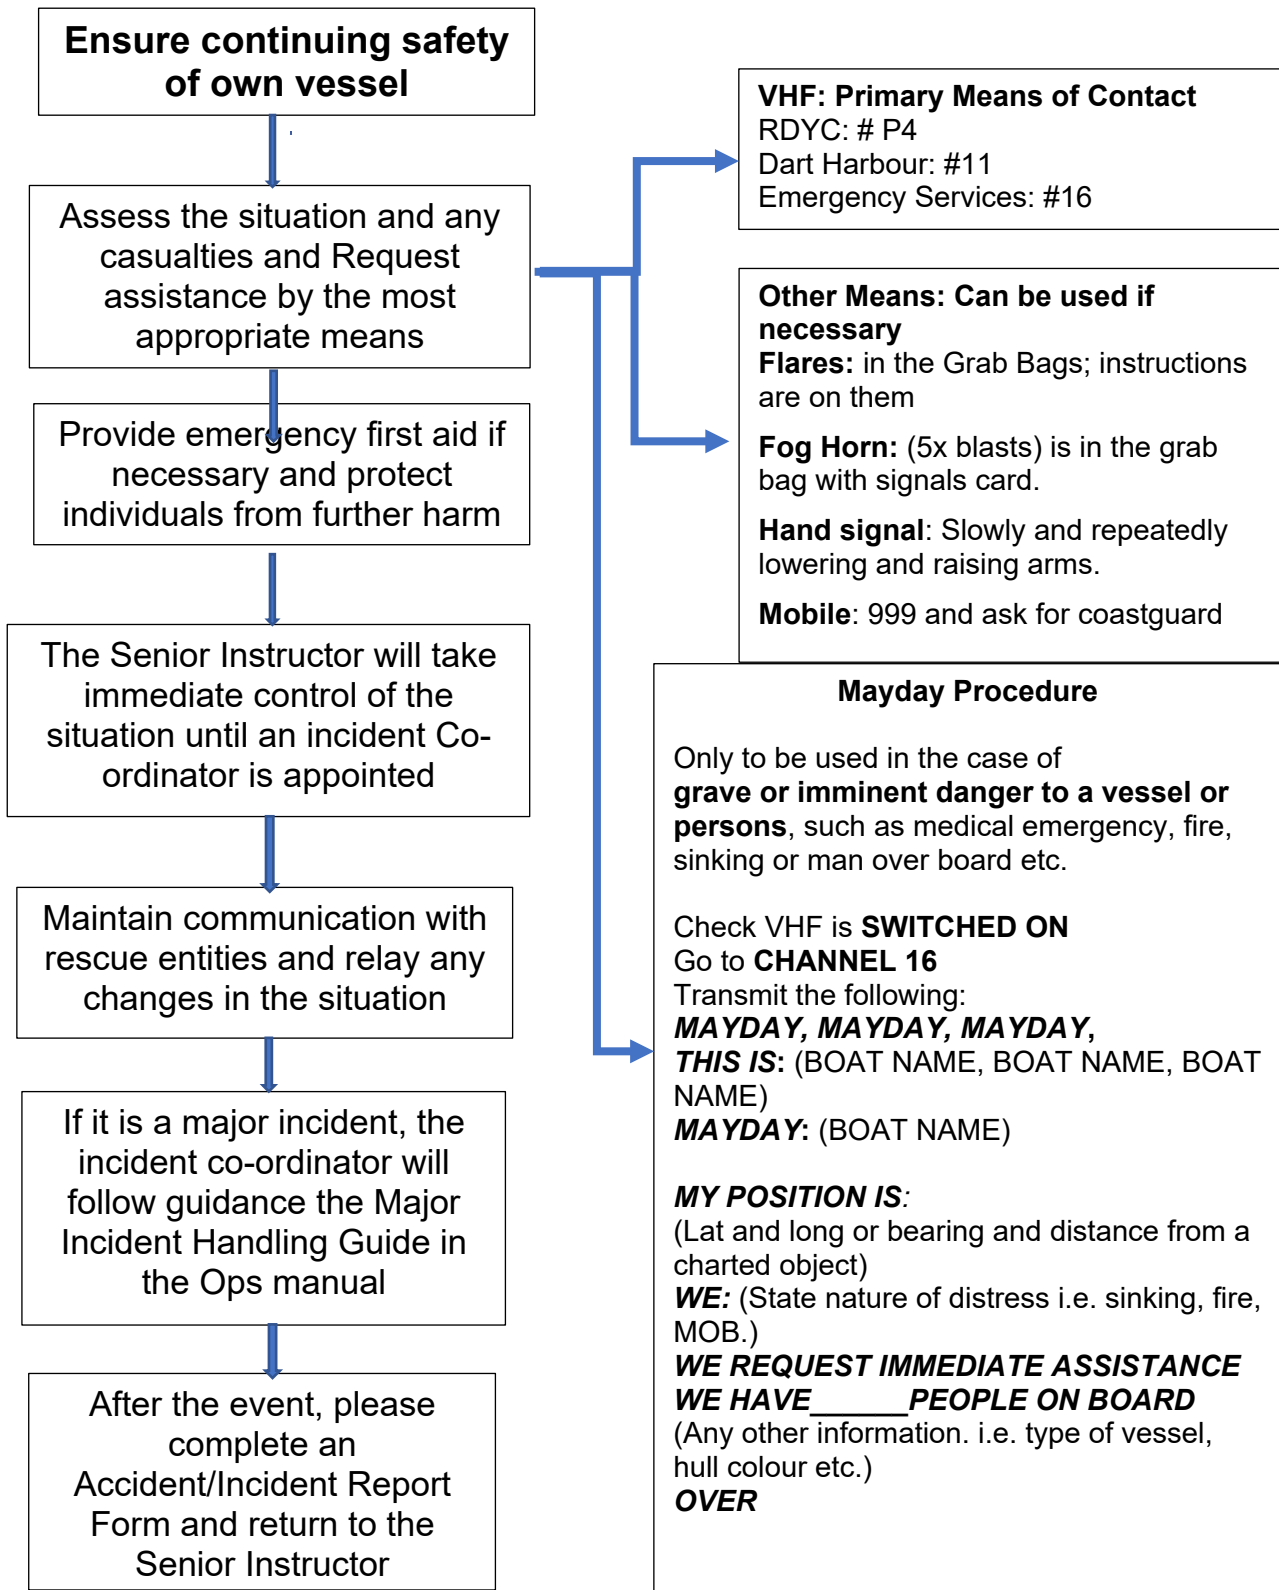 Ensure continuing safety
of own vessel
Assess the situation and any
casualties and Request
assistance by the most
appropriate means
Provide emergency first aid if
necessary and protect
individuals from further harm
The Senior Instructor will take
immediate control of the
situation until an incident Co-
ordinator is appointed
Maintain communication with
rescue entities and relay any
changes in the situation
If it is a major incident, the
incident co-ordinator will
follow guidance the Major
Incident Handling Guide in
the Ops manual
After the event, please
complete an
Accident/Incident Report
Form and return to the
Senior Instructor
VHF: Primary Means of Contact
RDYC: # P4
Dart Harbour: #11
Emergency Services: #16
Other Means: Can be used if
necessary
Flares: in the Grab Bags; instructions
are on them
Fog Horn: (5x blasts) is in the grab
bag with signals card.
Hand signal: Slowly and repeatedly
lowering and raising arms.
Mobile: 999 and ask for coastguard
Mayday Procedure
Only to be used in the case of
grave or imminent danger to a vessel or
persons, such as medical emergency, fire,
sinking or man over board etc.
Check VHF is SWITCHED ON
Go to CHANNEL 16
Transmit the following:
MAYDAY, MAYDAY, MAYDAY,
THIS IS: (BOAT NAME, BOAT NAME, BOAT
NAME)
MAYDAY: (BOAT NAME)
MY POSITION IS:
(Lat and long or bearing and distance from a
charted object)
WE: (State nature of distress i.e. sinking, fire,
MOB.)
WE REQUEST IMMEDIATE ASSISTANCE
WE HAVE______PEOPLE ON BOARD
(Any other information. i.e. type of vessel,
hull colour etc.)
OVER